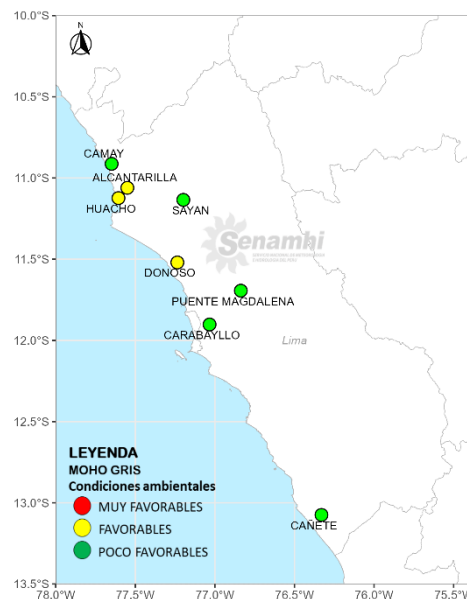 10.0°S
N
10.5°S
CAMAY
11.0°S
ALCANTARILLA
HUACHO
SAYAN
Senamhi
11.5°S
DONOSO
PUENTE MAGDALENA
12.0°S
CARABAYLLO
Lima
12.5°S
LEYENDA
MOHO GRIS
Condiciones ambientales
MUY FAVORABLES
FAVORABLES
POCO FAVORABLES
13.0°S
CAÑETE
13.5°S
78.0°W 77.5°W 77.0°W 76.5°W 76.0°W 75.5°W